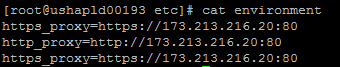 [root@ushapld00193 etc]# cat environment
https_proxy=https://173.213.216.20:80
http_proxy=http://173.213.216.20:80
https_proxy=https://173.213.216.20:80